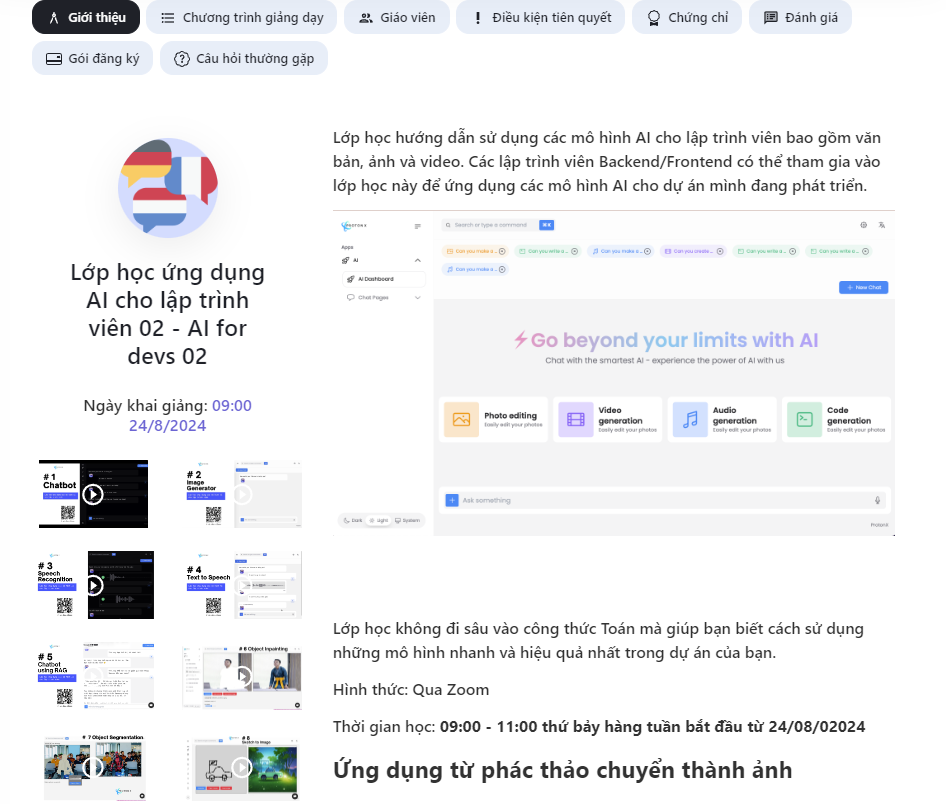 Giới thiệu
Chương trình giảng dạy
Giáo viên
Điều kiện tiên quyết
Chứng chỉ
Đánh giá
Gói đăng ký
Câu hỏi thường gặp
Lớp học ứng dụng
AI cho lập trình
viên 02 - AI for
devs 02
Ngày khai giảng: 09:00
24/8/2024
# 1
Chatbot
# 2
Image
Generator
# 3
Speech
Recognition
# 4
Text to Speech
# 5
Chatbot
using RAG
# 6 Object Inpainting
# 7 Object Segmentation
# 8
Sketch to Image
Lớp học hướng dẫn sử dụng các mô hình AI cho lập trình viên bao gồm văn
bản, ảnh và video. Các lập trình viên Backend/Frontend có thể tham gia vào
lớp học này để ứng dụng các mô hình AI cho dự án mình đang phát triển.
Search or type a command
⌘K
Can you make a...
Can you write a...
Can you make a...
Can you create...
Can you write a...
Can you write a...
Can you make a...
Apps
AI
AI Dashboard
Chat Pages
+ New Chat
Go beyond your limits with AI
Chat with the smartest AI - experience the power of AI with us
Photo editing
Easily edit your photos
Video
generation
Easily edit your photos
Audio
generation
Easily edit your photos
Code
generation
Easily edit your photos
Ask something
Dark
Light
System
ProtonX
Lớp học không đi sâu vào công thức Toán mà giúp bạn biết cách sử dụng
những mô hình nhanh và hiệu quả nhất trong dự án của bạn.
Hình thức: Qua Zoom
Thời gian học: 09:00 - 11:00 thứ bảy hàng tuần bắt đầu từ 24/08/02024
Ứng dụng từ phác thảo chuyển thành ảnh